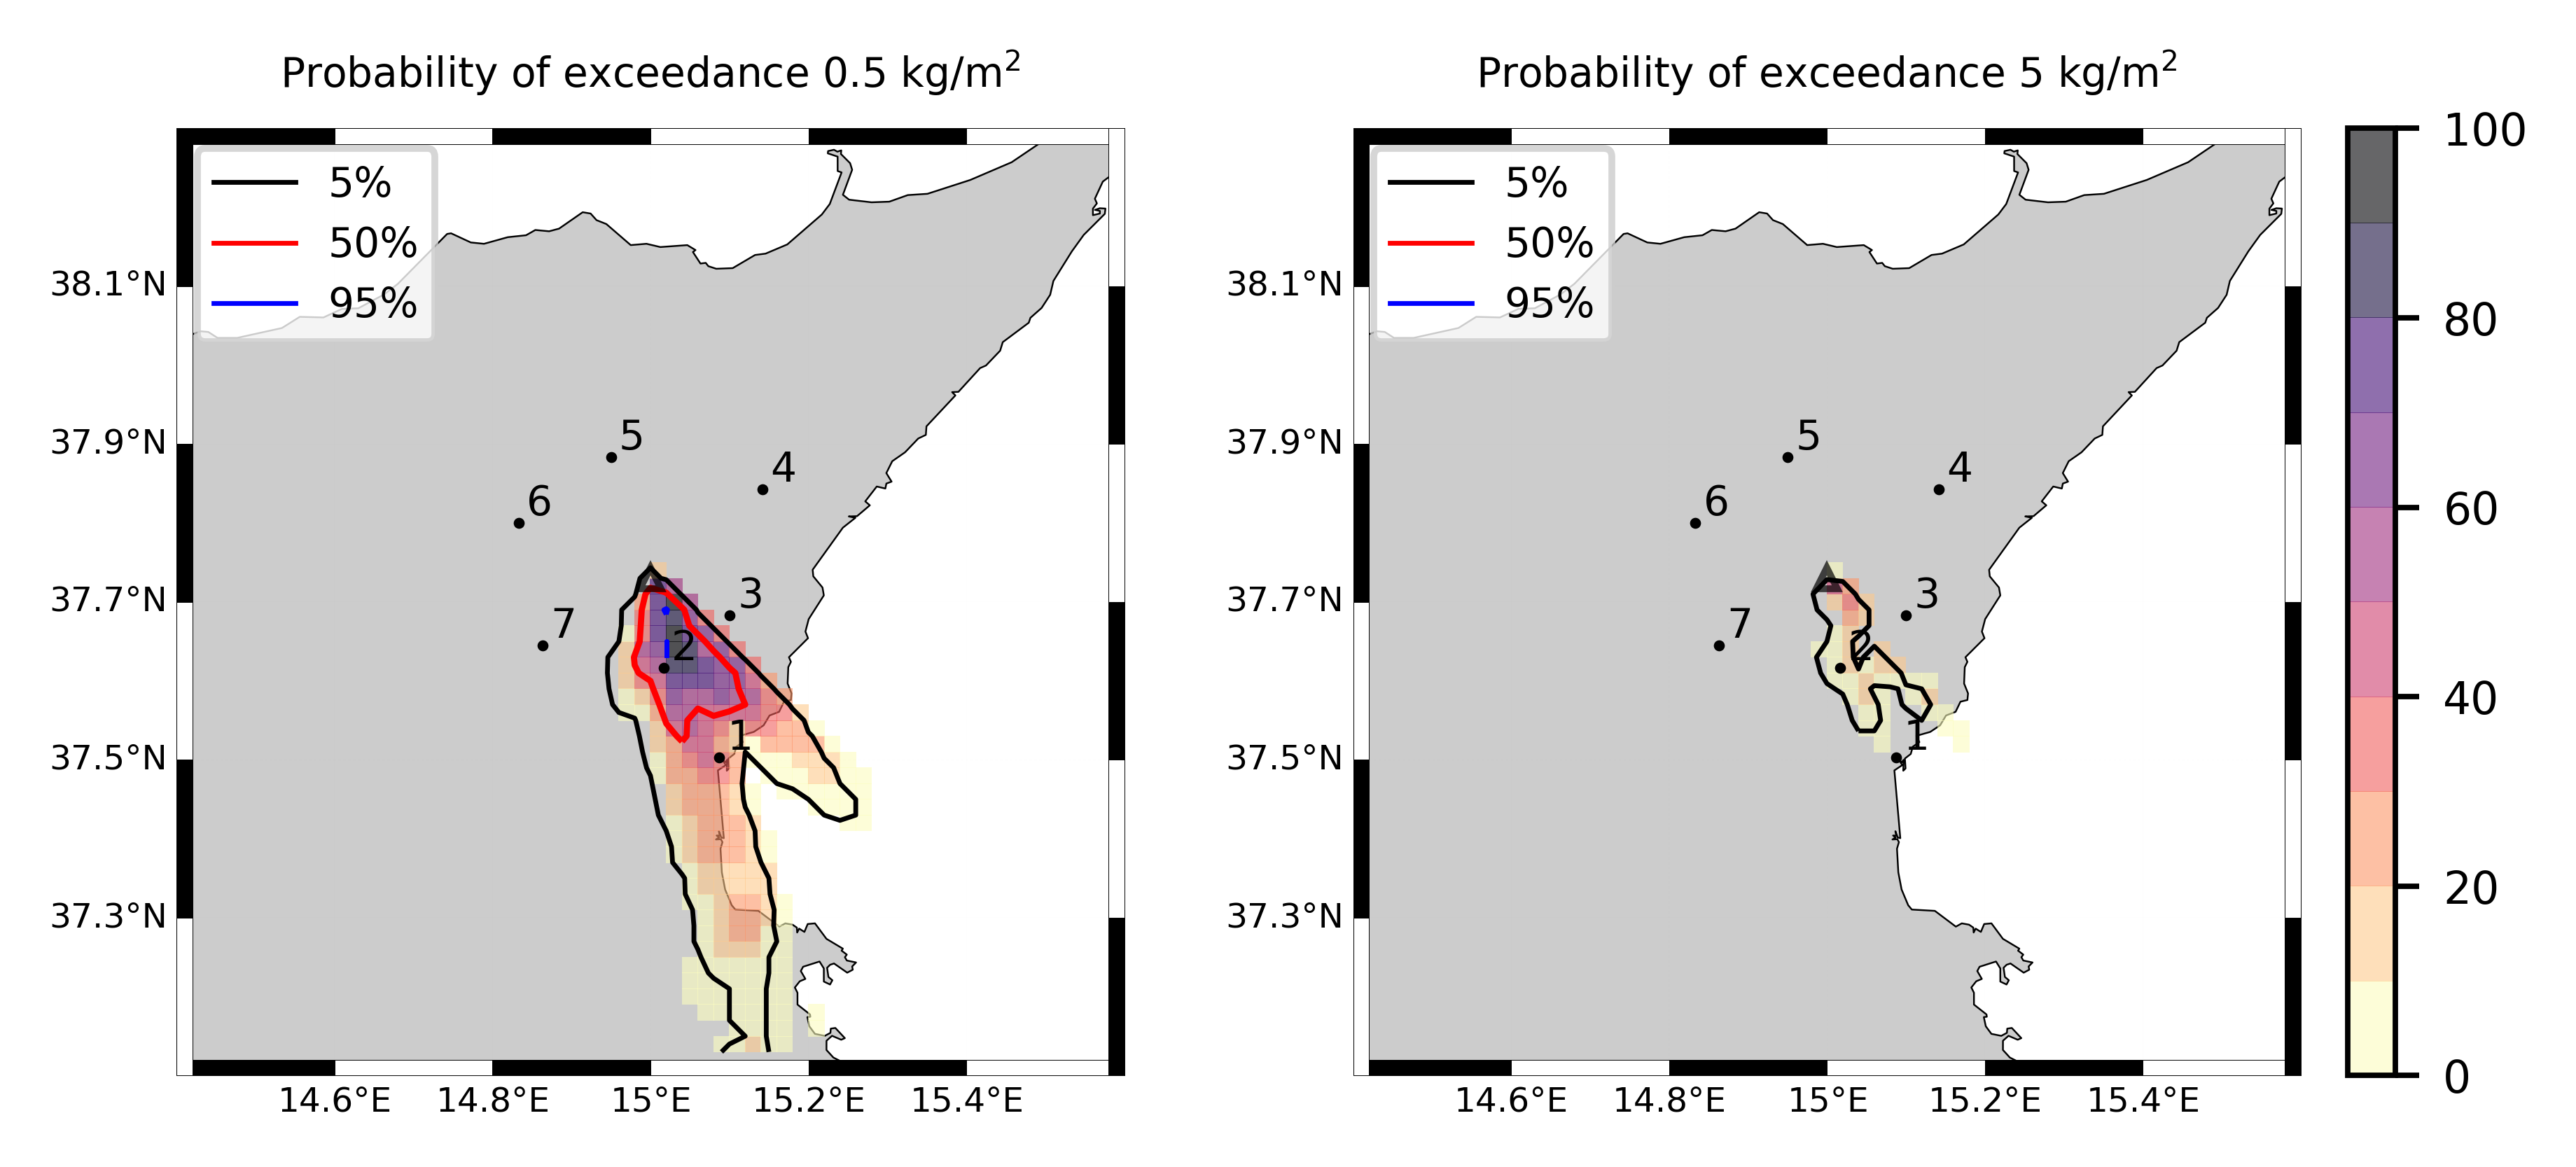 Probability of exceedance 0.5 kg/m²
5%
50%
95%
38.1°N
37.9°N
37.7°N
37.5°N
37.3°N
14.6°E
14.8°E
15°E
15.2°E
15.4°E
5
4
6
3
7
2
1
Probability of exceedance 5 kg/m²
5%
50%
95%
38.1°N
37.9°N
37.7°N
37.5°N
37.3°N
14.6°E
14.8°E
15°E
15.2°E
15.4°E
5
4
6
3
7
2
1
100
80
60
40
20
0